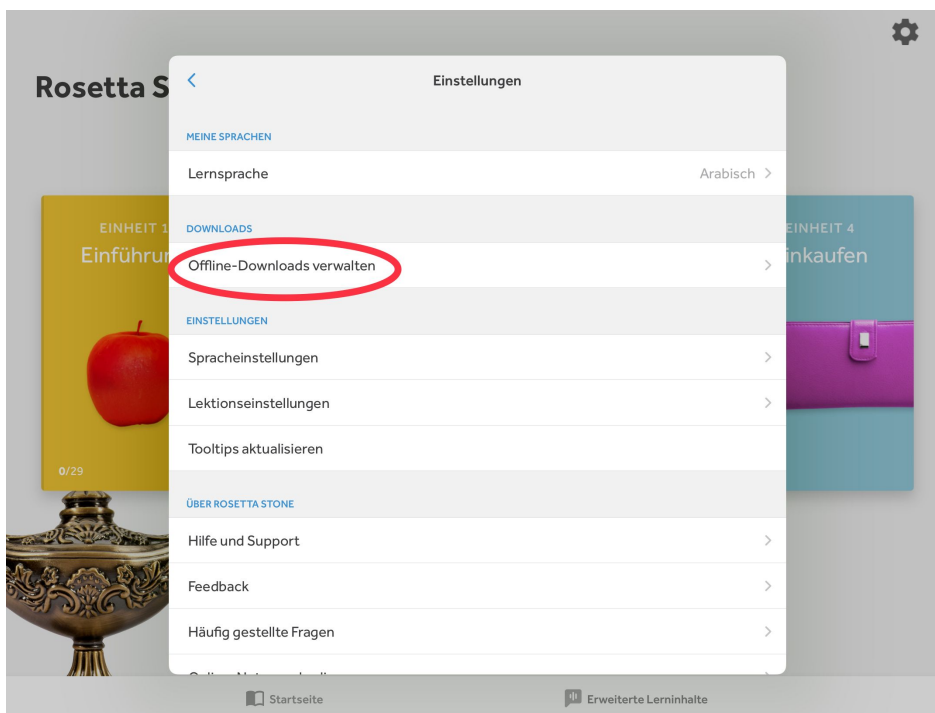 Rosetta S
Einstellungen
MEINE SPRACHEN
Lernsprache
Arabisch
DOWNLOADS
Offline-Downloads verwalten
EINSTELLUNGEN
Spracheinstellungen
Lektionseinstellungen
Tooltips aktualisieren
ÜBER ROSETTA STONE
Hilfe und Support
Feedback
Häufig gestellte Fragen
EINHEIT 1
Einführun
0/29
EINHEIT 4
inkaufen
Startseite
Erweiterte Lerninhalte